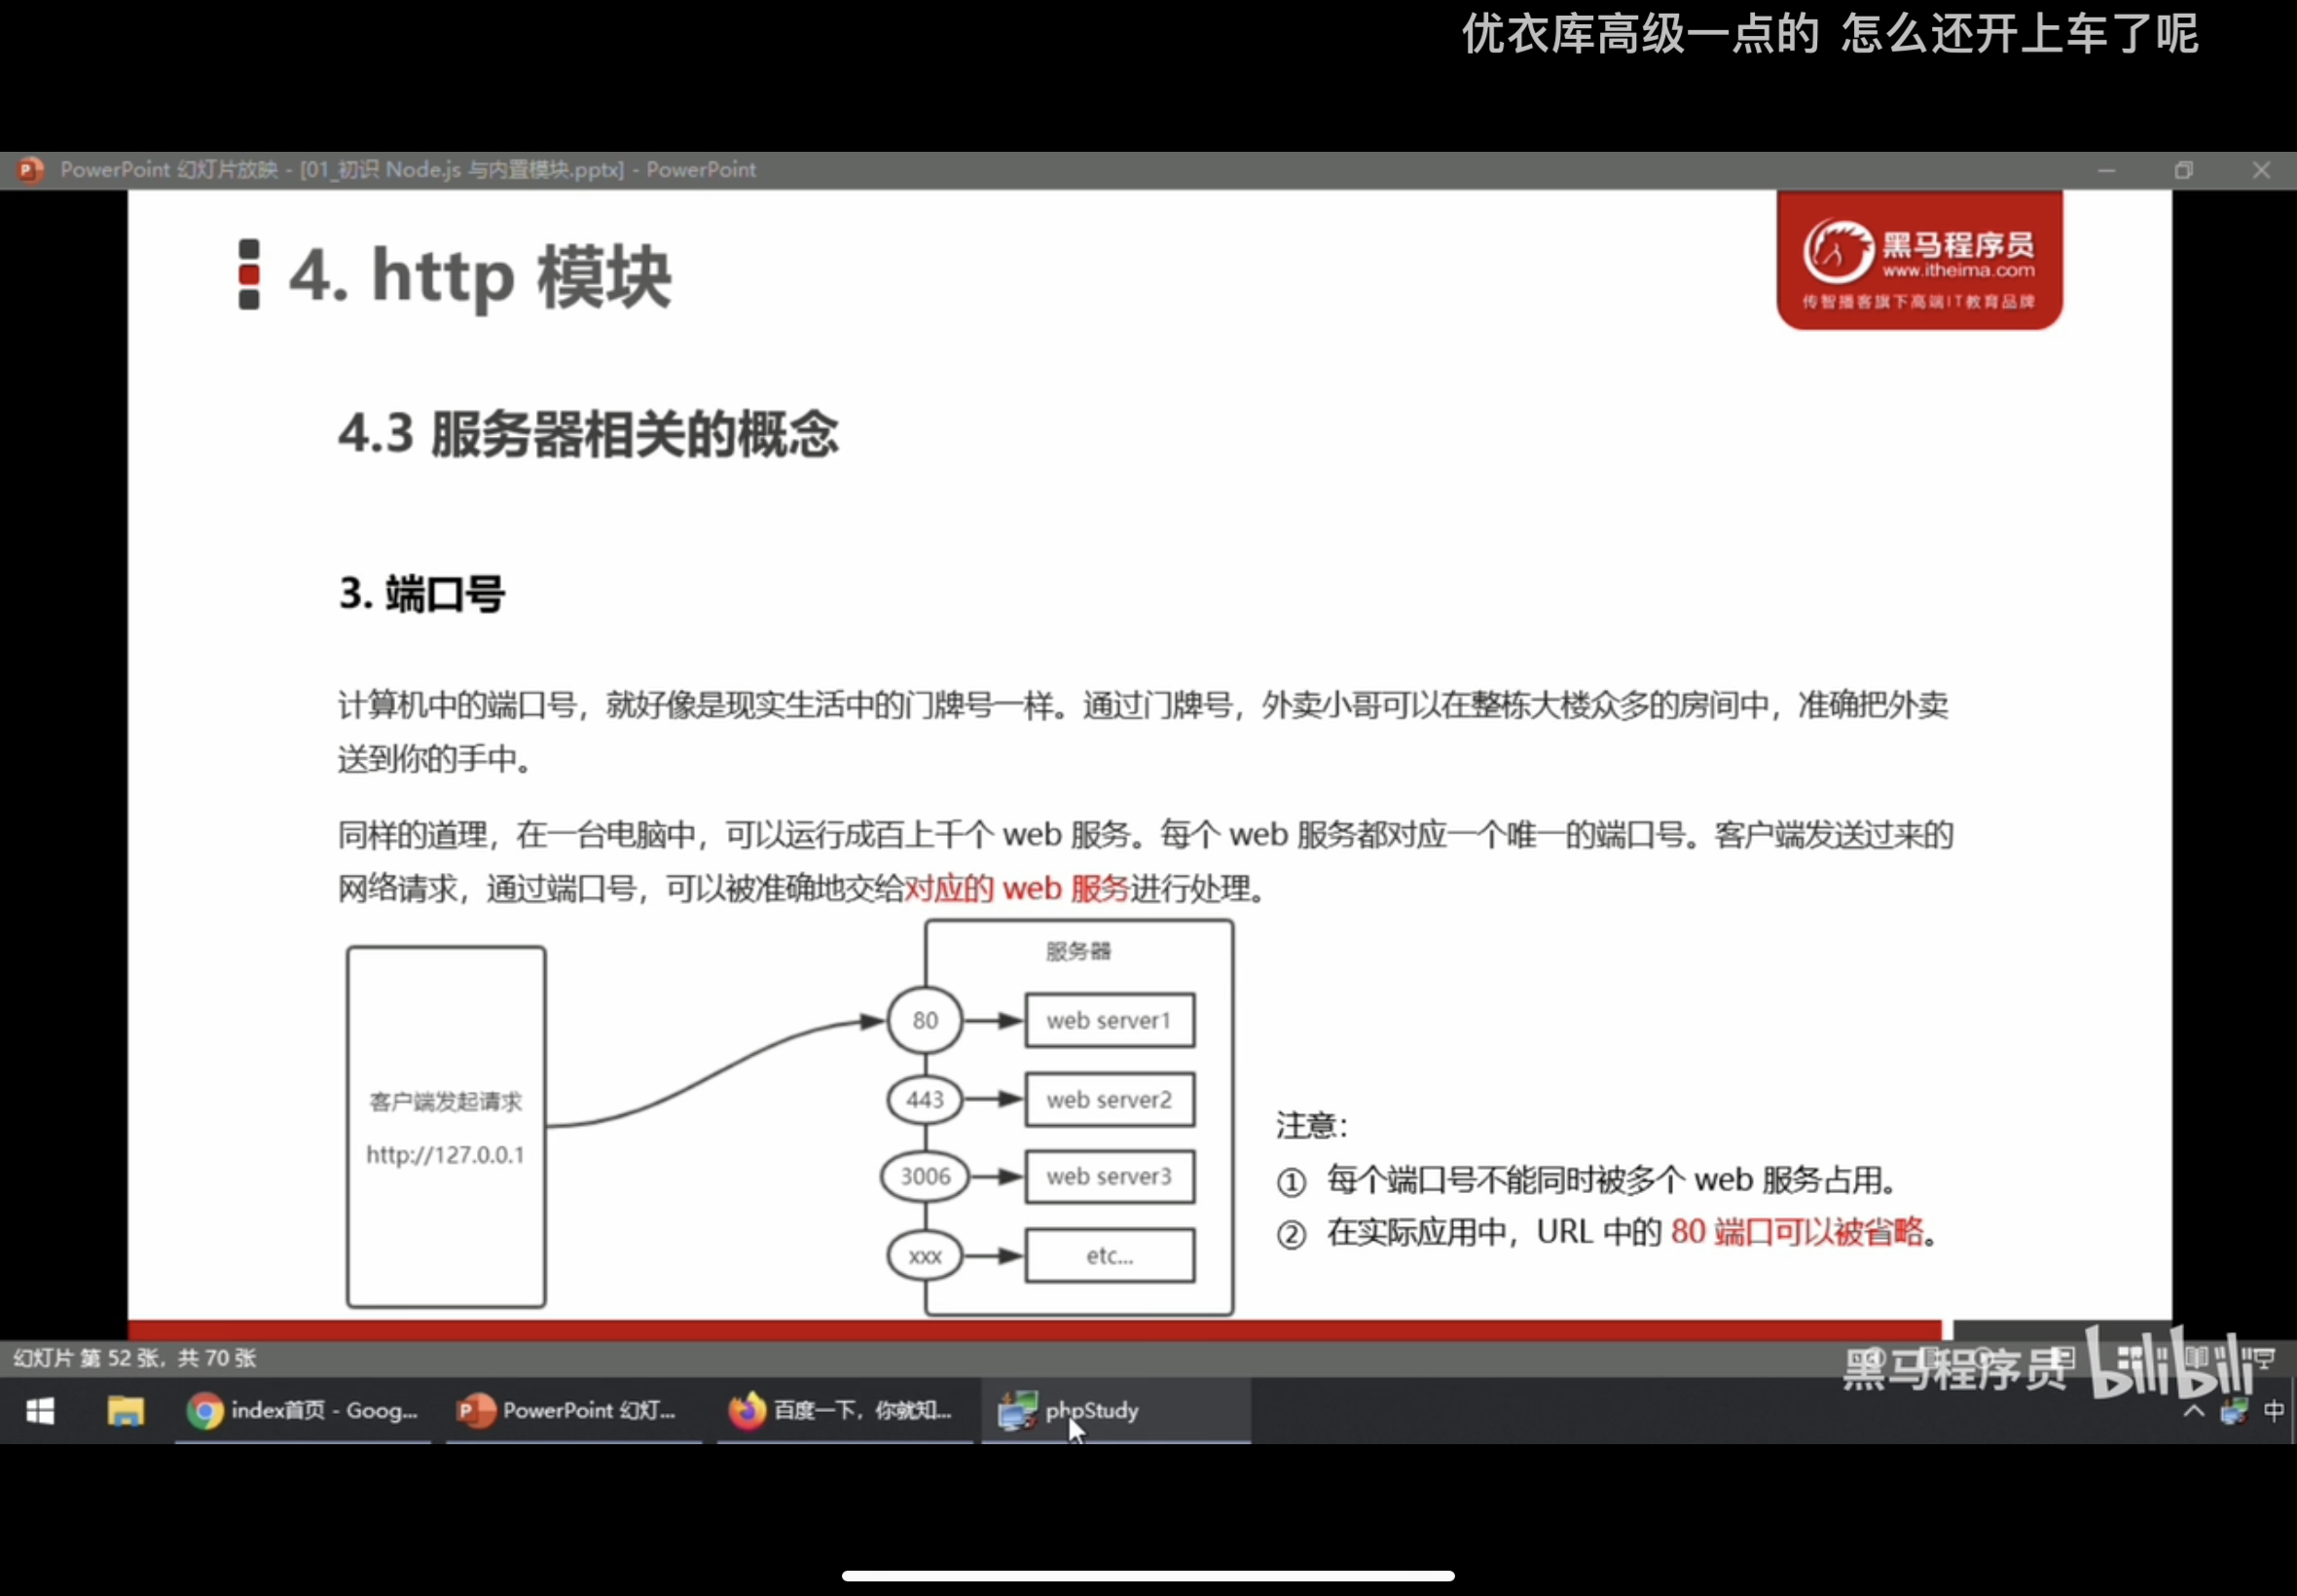 优衣库高级一点的 怎么还开上车了呢
PowerPoint 幻灯片放映 - [01_初识 Node.js 与内置模块.pptx] - PowerPoint
4. http 模块
黑马程序员
www.itheima.com
传智播客旗下高端IT教育品牌
4.3 服务器相关的概念
3. 端口号
计算机中的端口号，就好像是现实生活中的门牌号一样。通过门牌号，外卖小哥可以在整栋大楼众多的房间中，准确把外卖
送到你的手中。
同样的道理，在一台电脑中，可以运行成百上千个 web 服务。每个 web 服务都对应一个唯一的端口号。客户端发送过来的
网络请求，通过端口号，可以被准确地交给对应的 web 服务进行处理。
客户端发起请求
http://127.0.0.1
服务器
80
web server1
443
web server2
3006
web server3
xxx
etc...
注意：
① 每个端口号不能同时被多个 web 服务占用。
② 在实际应用中，URL 中的 80 端口可以被省略。
幻灯片 第 52 张，共 70 张
黑马程序员 bilibili
index首页 - Goog...
PowerPoint 幻灯...
百度一下，你就知...
phpStudy
中